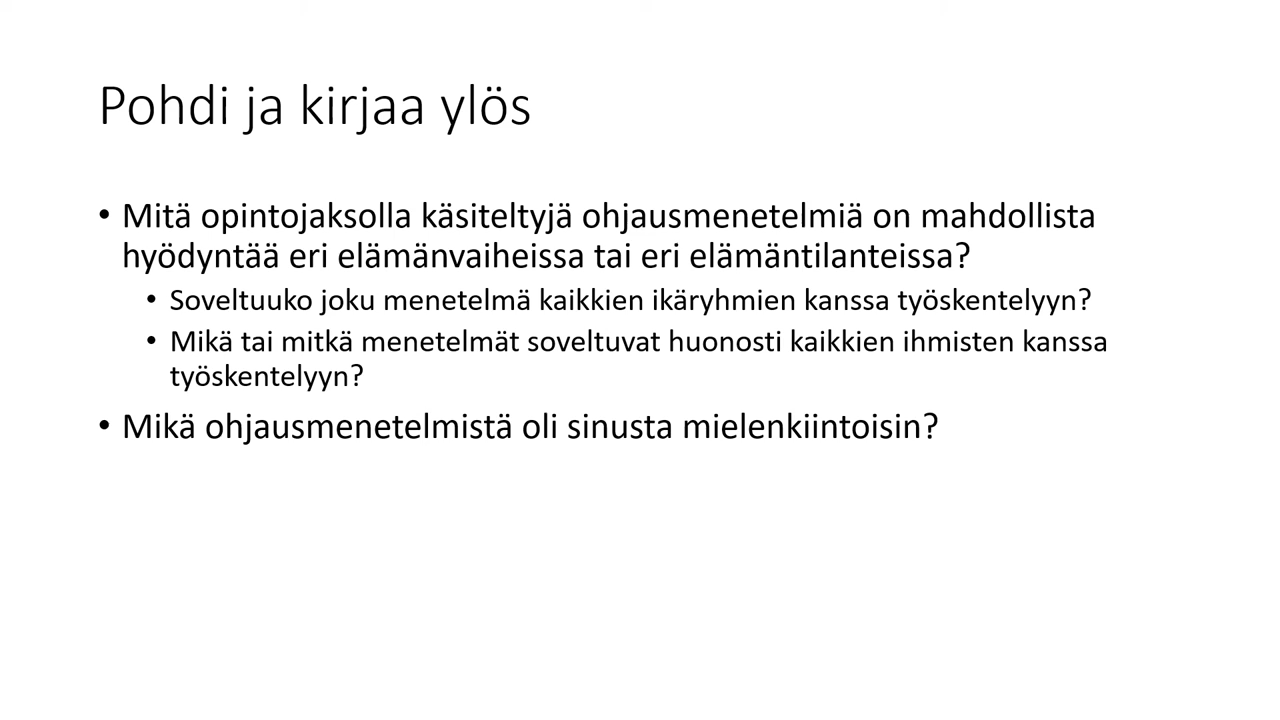 Pohdi ja kirjaa ylös
• Mitä opintojaksolla käsiteltyjä ohjausmenetelmiä on mahdollista
hyödyntää eri elämänvaiheissa tai eri elämäntilanteissa?
• Soveltuuko joku menetelmä kaikkien ikäryhmien kanssa työskentelyyn?
• Mikä tai mitkä menetelmät soveltuvat huonosti kaikkien ihmisten kanssa
työskentelyyn?
• Mikä ohjausmenetelmistä oli sinusta mielenkiintoisin?